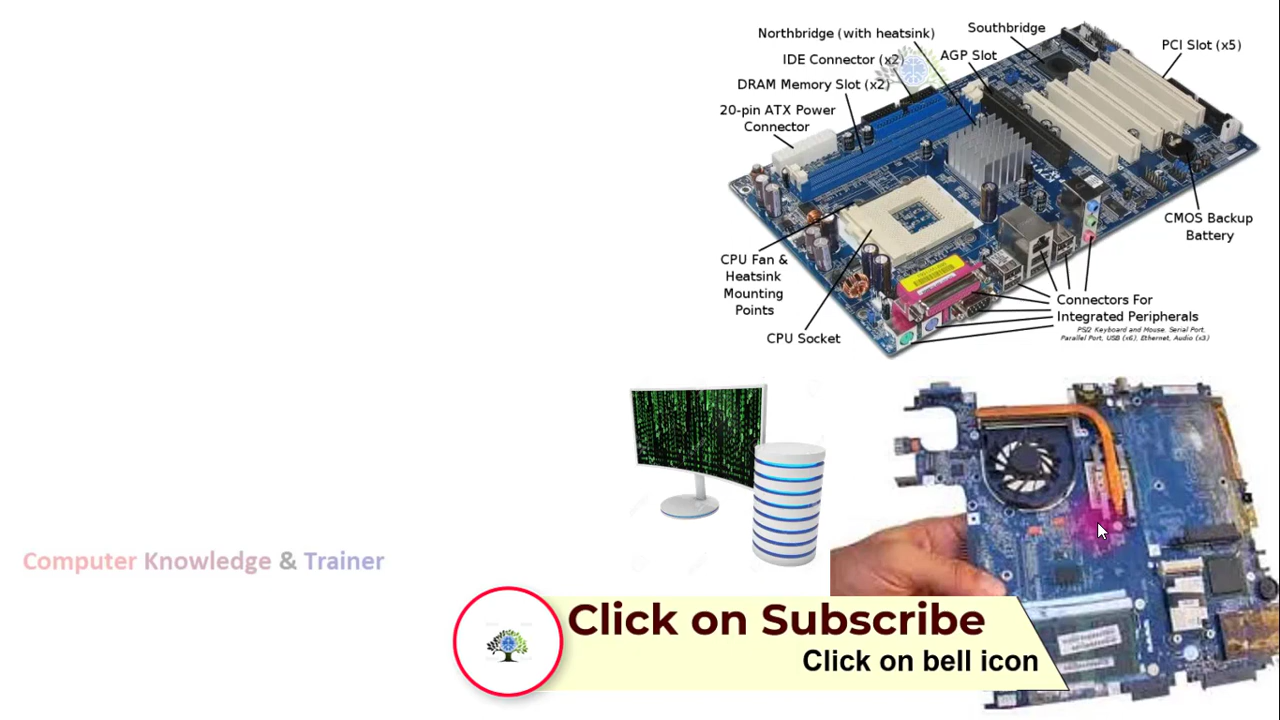 Northbridge (with heatsink)
Southbridge
IDE Connector (x2)
AGP Slot
PCI Slot (x5)
DRAM Memory Slot (x2)
20-pin ATX Power
Connector
CMOS Backup
Battery
CPU Fan &
Heatsink
Mounting
Points
CPU Socket
Connectors For
Integrated Peripherals
PS/2 Keyboard and Mouse, Serial Port,
Parallel Port, USB (x6), Ethernet, Audio (x3)
Computer Knowledge & Trainer
Click on Subscribe
Click on bell icon